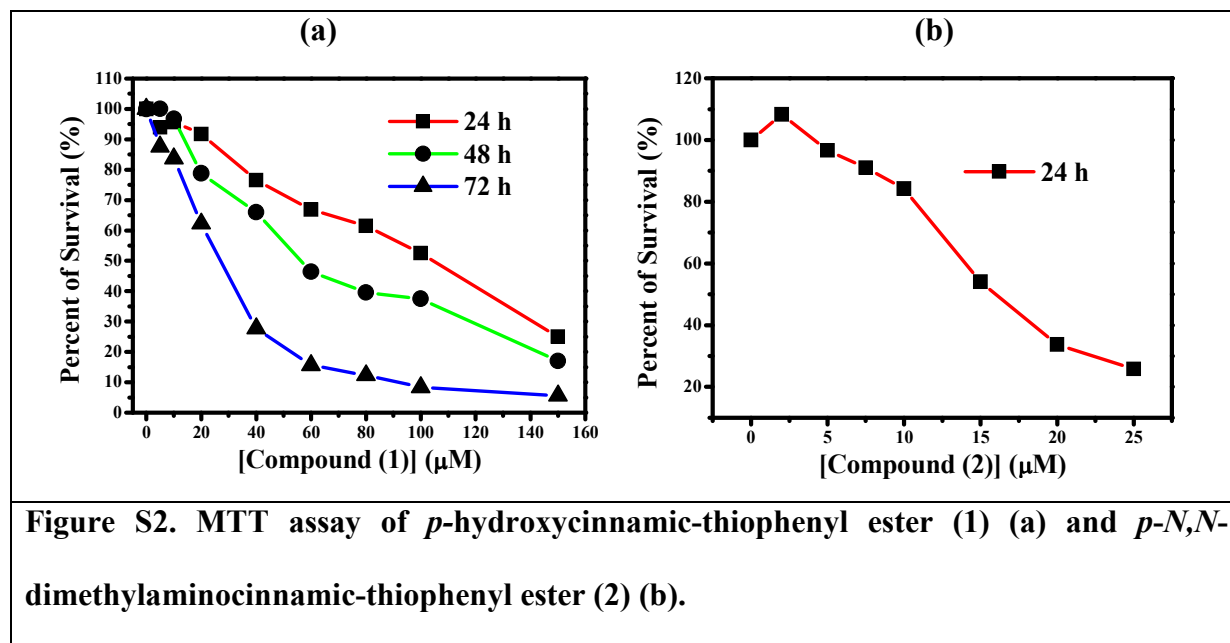 (a)
(b)
110
100
90
80
70
60
50
40
30
20
10
0
Percent of Survival (%)
24 h
48 h
72 h
0 20 40 60 80 100 120 140 160
[Compound (1)] (μM)
120
100
80
60
40
20
Percent of Survival (%)
24 h
0 5 10 15 20 25
[Compound (2)] (μM)
Figure S2. MTT assay of p-hydroxycinnamic-thiophenyl ester (1) (a) and p-N,N-
dimethylaminocinnamic-thiophenyl ester (2) (b).